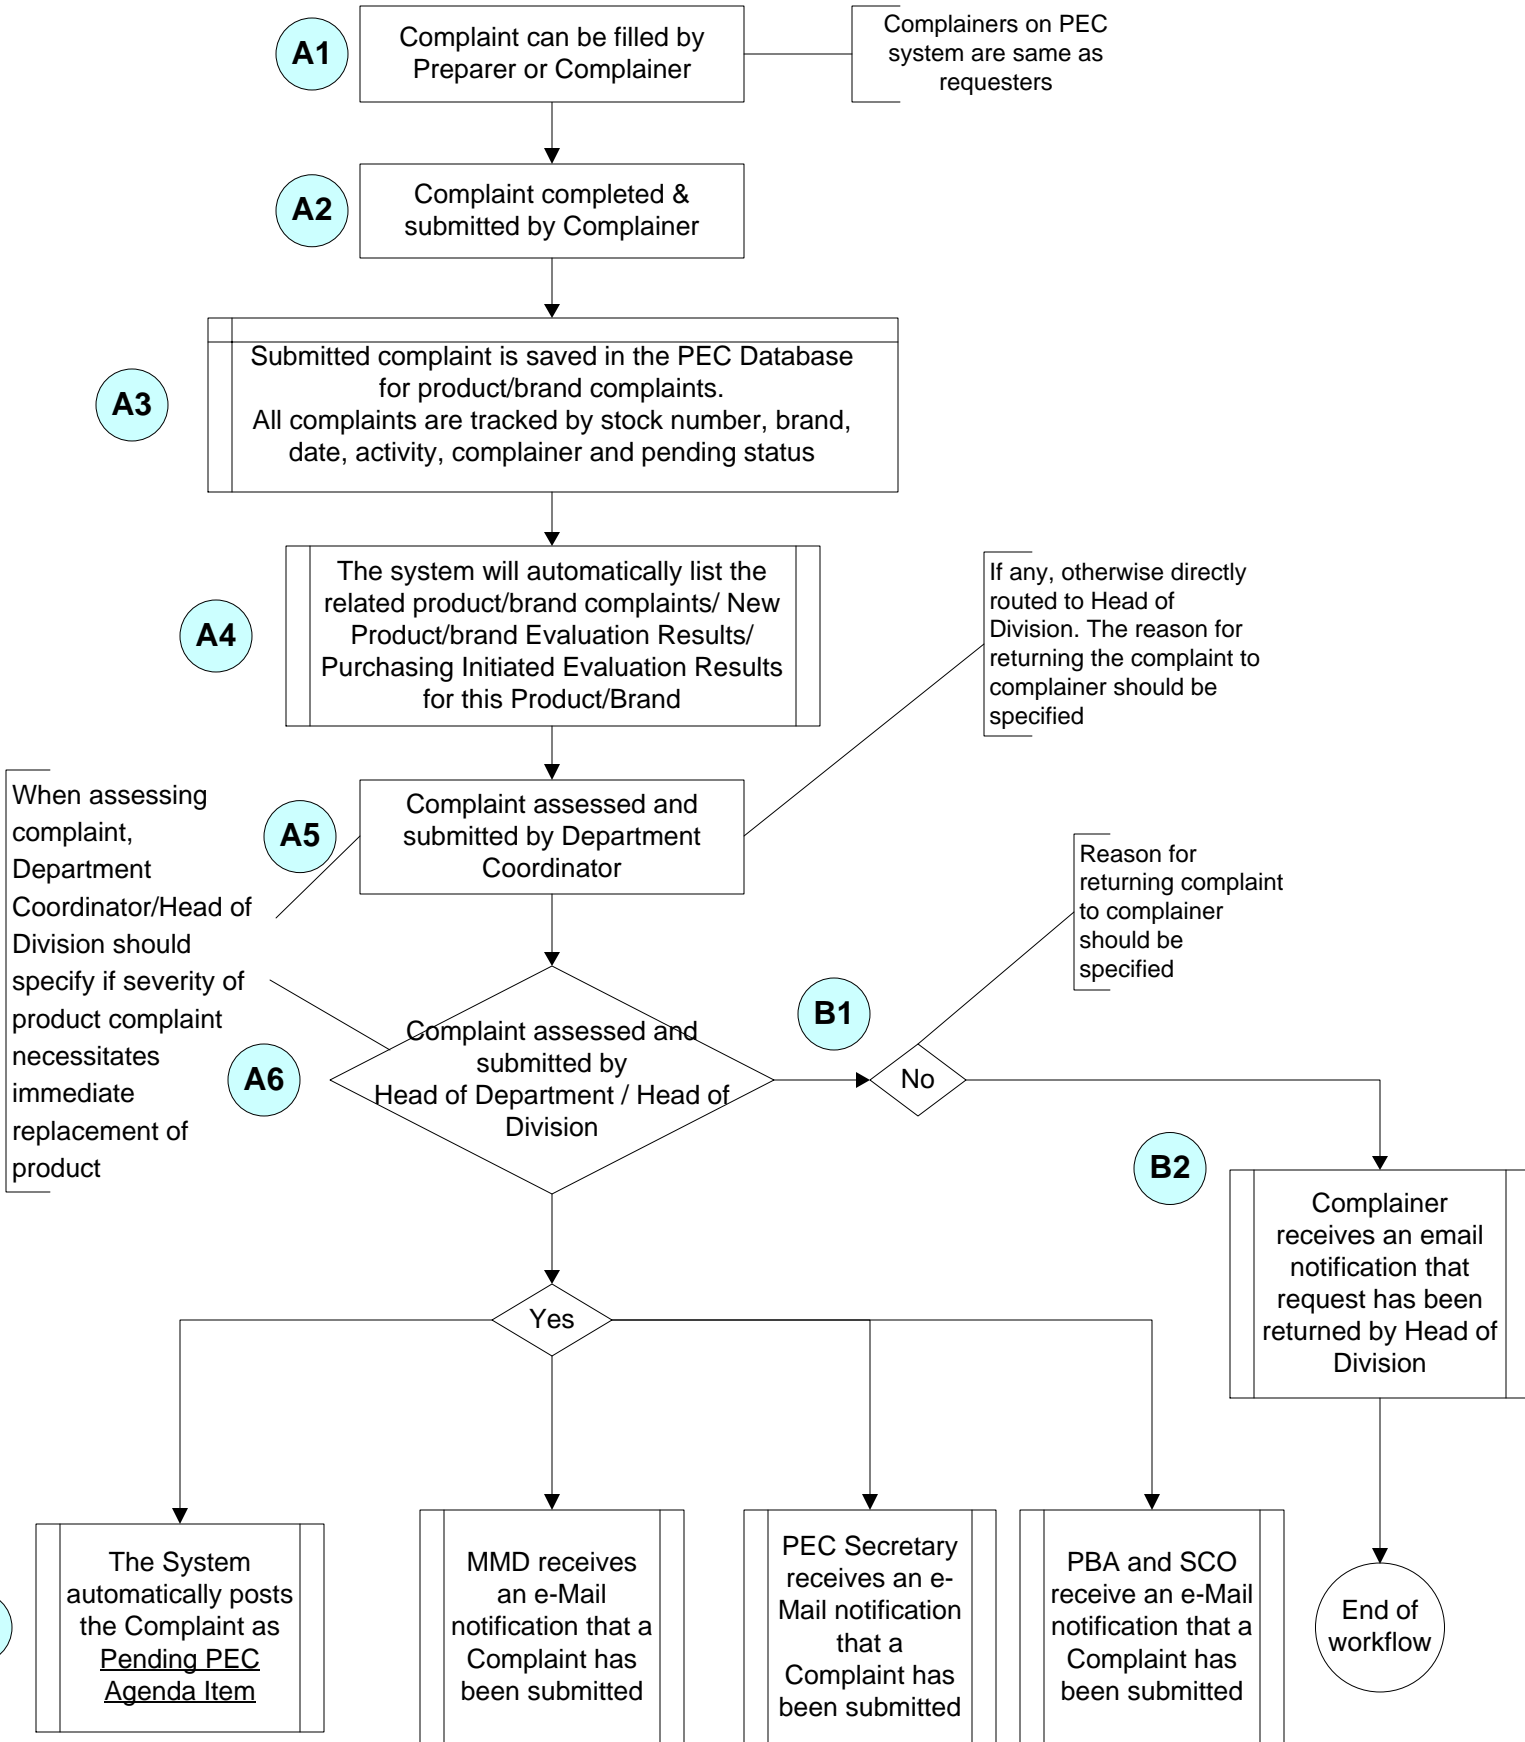 A1
Complaint can be filled by
Preparer or Complainer
Complainers on PEC
system are same as
requesters
A2
Complaint completed &
submitted by Complainer
A3
Submitted complaint is saved in the PEC Database
for product/brand complaints.
All complaints are tracked by stock number, brand,
date, activity, complainer and pending status
A4
The system will automatically list the
related product/brand complaints/ New
Product/brand Evaluation Results/
Purchasing Initiated Evaluation Results
for this Product/Brand
If any, otherwise directly
routed to Head of
Division. The reason for
returning the complaint to
complainer should be
specified
When assessing
complaint,
Department
Coordinator/Head of
Division should
specify if severity of
product complaint
necessitates
immediate
replacement of
product
A5
Complaint assessed and
submitted by Department
Coordinator
Reason for
returning complaint
to complainer
should be
specified
A6
Complaint assessed and
submitted by
Head of Department / Head of
Division
B1
No
B2
Complainer
receives an email
notification that
request has been
returned by Head of
Division
Yes
The System
automatically posts
the Complaint as
Pending PEC
Agenda Item
MMD receives
an e-Mail
notification that a
Complaint has
been submitted
PEC Secretary
receives an e-
Mail notification
that a
Complaint has
been submitted
PBA and SCO
receive an e-Mail
notification that a
Complaint has
been submitted
End of
workflow